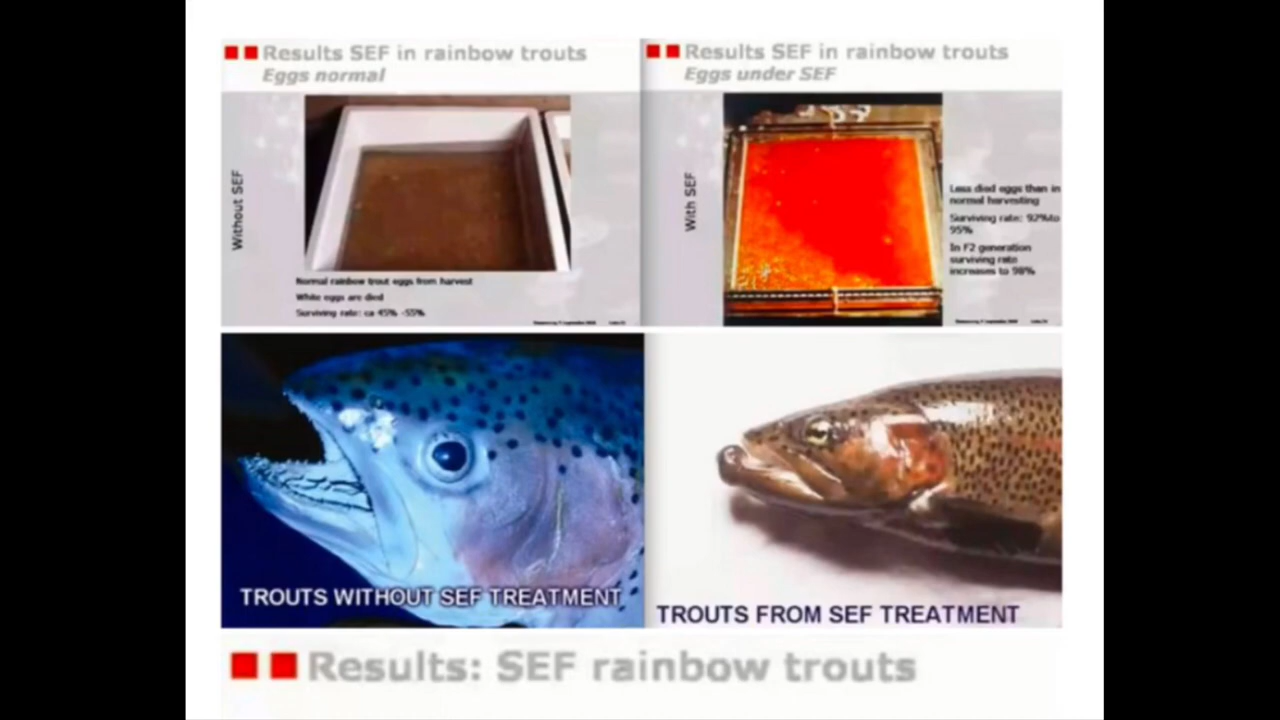 Results SEF in rainbow trouts
Eggs normal
Without SEF
Normal rainbow trout eggs from harvest
White eggs are died
Surviving rate: ca 45% -55%
Results SEF in rainbow trouts
Eggs under SEF
With SEF
Less died eggs than in
normal harvesting
Surviving rate: 92%to
95%
In F2 generation
surviving rate
increases to 98%
TROUTS WITHOUT SEF TREATMENT
TROUTS FROM SEF TREATMENT
Results: SEF rainbow trouts